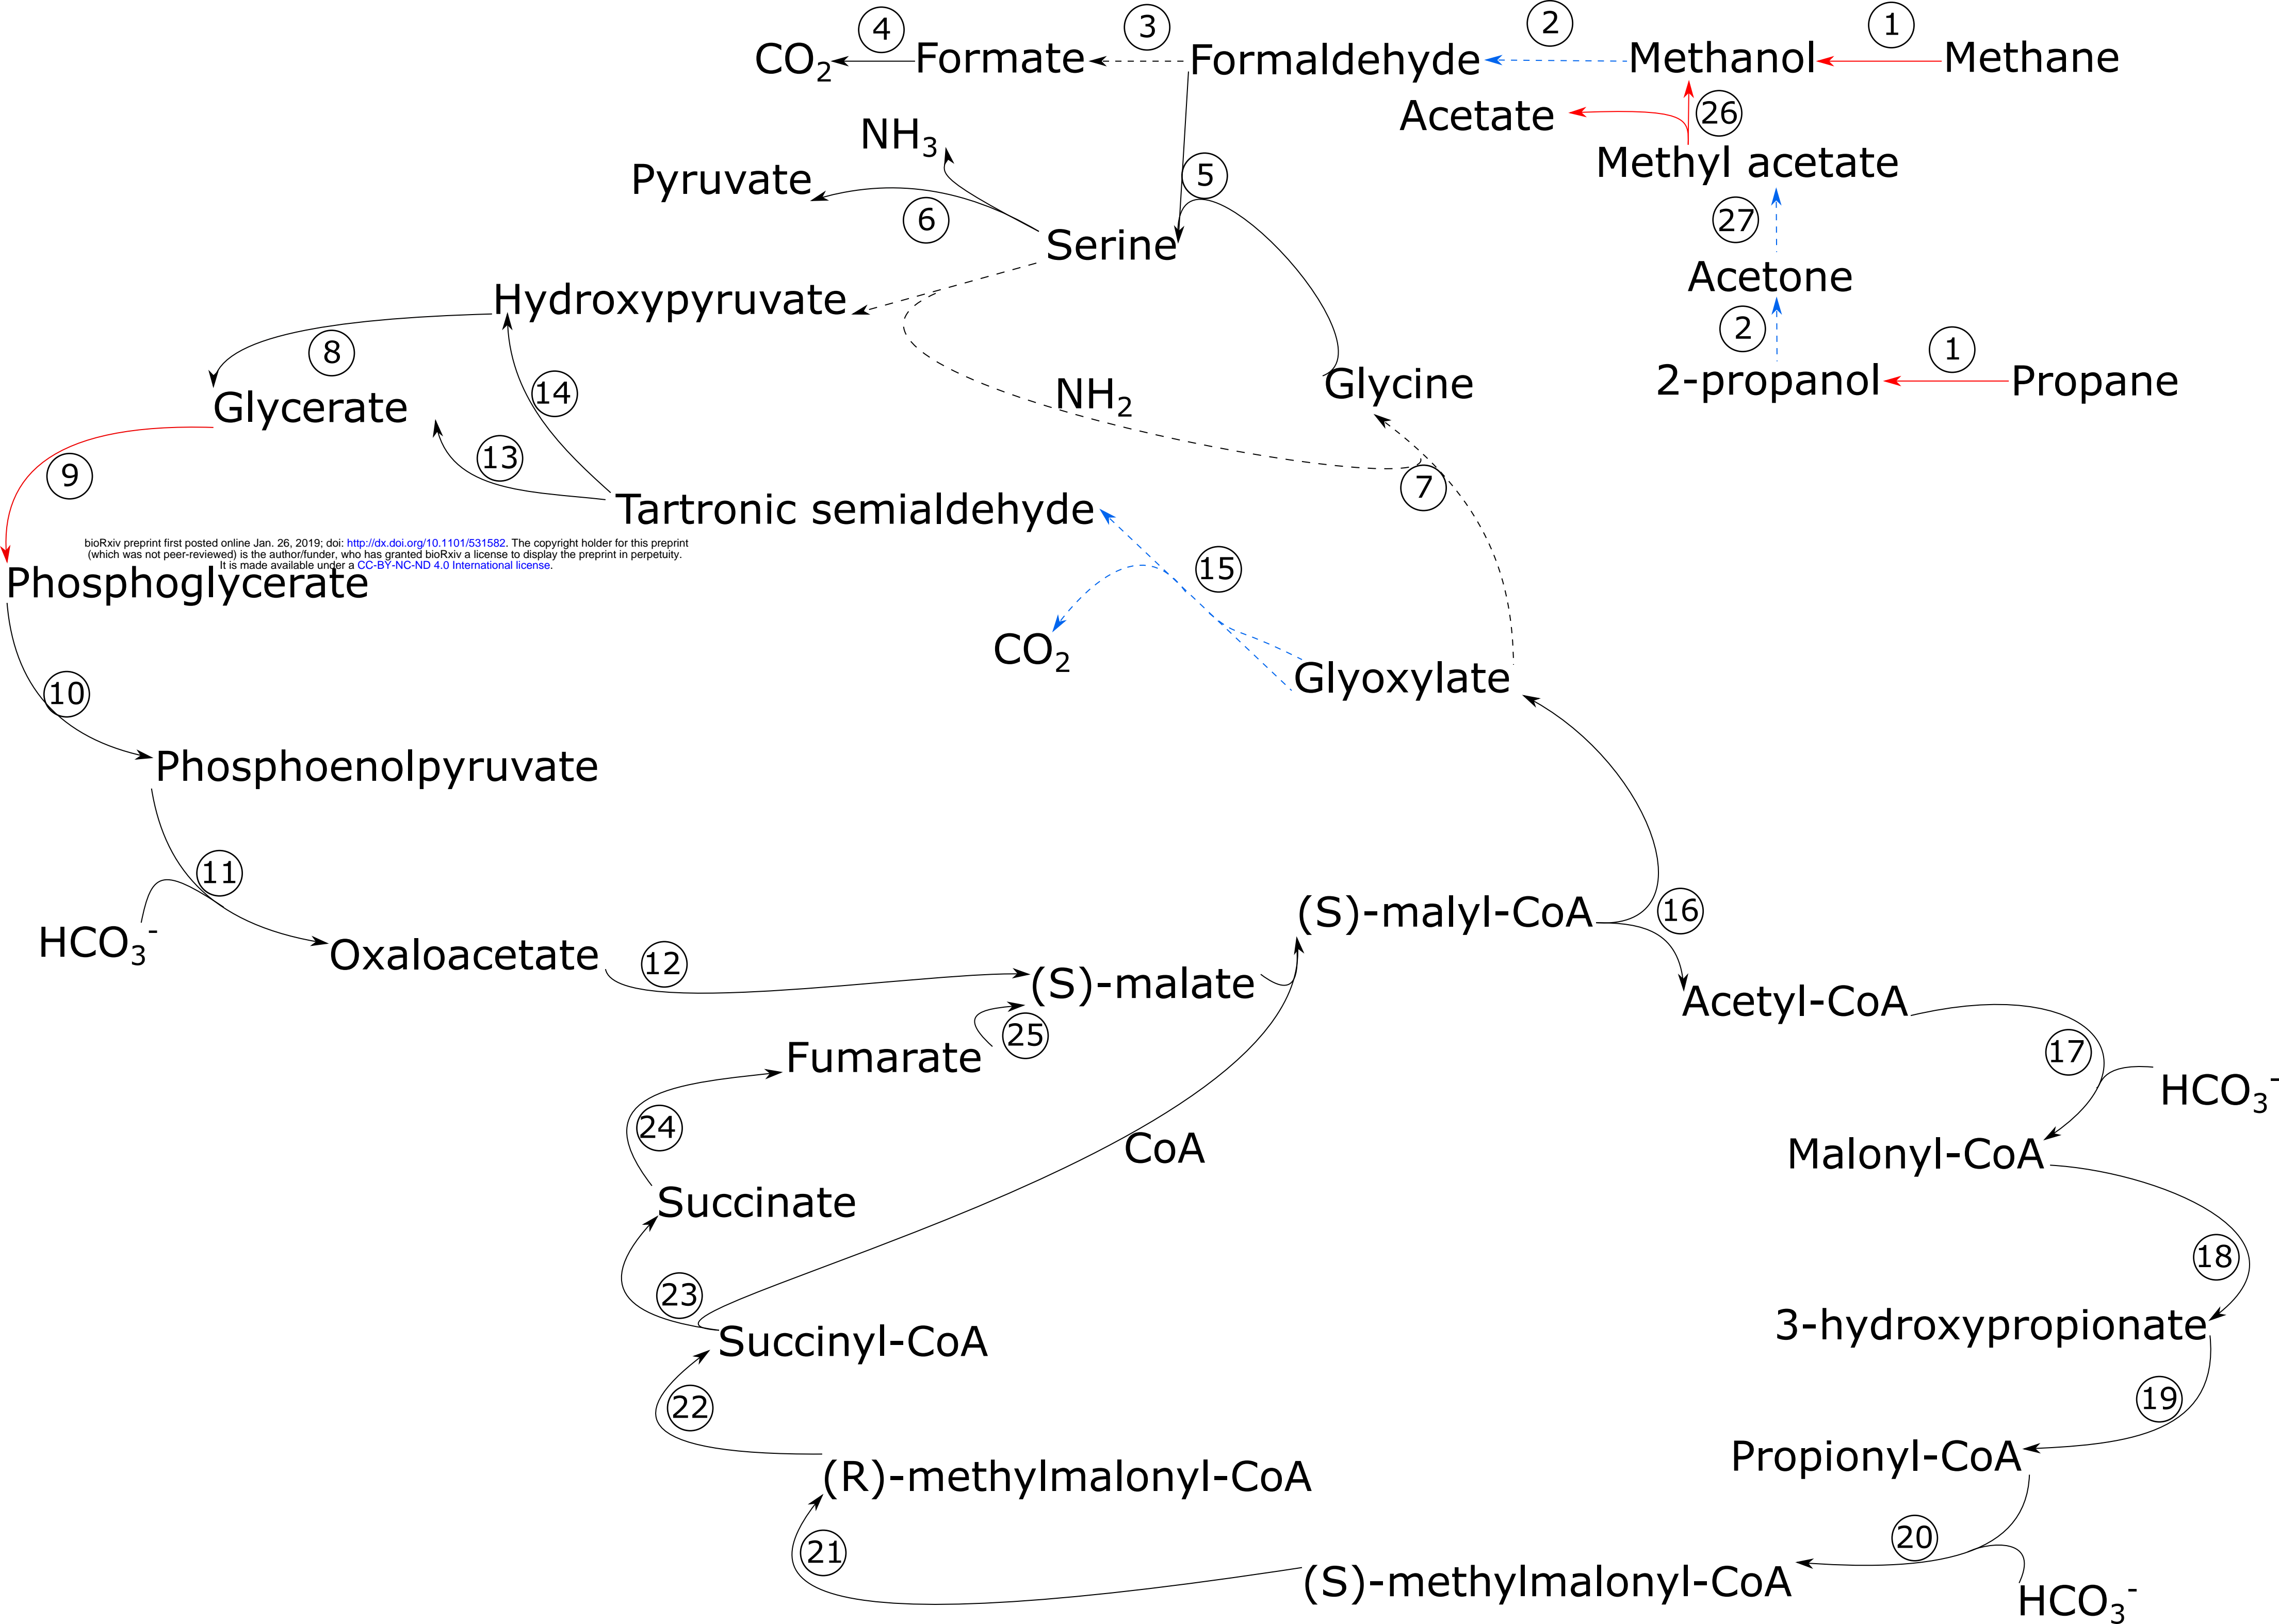 4
3
2
1
CO2
Formate
Formaldehyde
Methanol
Methane
Acetate
26
NH3
Methyl acetate
Pyruvate
5
6
27
Serine
Acetone
Hydroxypyruvate
2
1
8
14
NH2
Glycine
2-propanol
Propane
Glycerate
13
9
7
Tartronic semialdehyde
bioRxiv preprint first posted online Jan. 26, 2019; doi: http://dx.doi.org/10.1101/531582. The copyright holder for this preprint
(which was not peer-reviewed) is the author/funder, who has granted bioRxiv a license to display the preprint in perpetuity.
It is made available under a CC-BY-NC-ND 4.0 International license.
Phosphoglycerate
15
CO2
Glyoxylate
10
Phosphoenolpyruvate
11
(S)-malyl-CoA
16
HCO3-
Oxaloacetate
12
(S)-malate
Acetyl-CoA
25
17
Fumarate
HCO3-
24
CoA
Malonyl-CoA
Succinate
18
23
Succinyl-CoA
3-hydroxypropionate
22
19
(R)-methylmalonyl-CoA
Propionyl-CoA
21
20
(S)-methylmalonyl-CoA
HCO3-